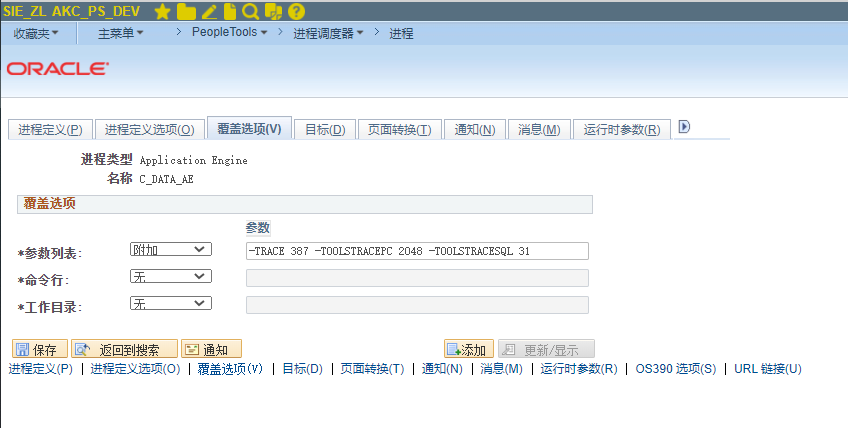 SIE_ZL AKC_PS_DEV
收藏夹 主菜单 PeopleTools 进程调度器 进程
ORACLE
进程定义(P) 进程定义选项(O) 覆盖选项(V) 目标(D) 页面转换(T) 通知(N) 消息(M) 运行时参数(R)
进程类型 Application Engine
名称 C_DATA_AE
覆盖选项
参数
*参数列表: 附加 -TRACE 387 -TOOLSTRACEPC 2048 -TOOLSTRACESQL 31
*命令行: 无
*工作目录: 无
保存 返回到搜索 通知 添加 更新/显示
进程定义(P) | 进程定义选项(O) | 覆盖选项(V) | 目标(D) | 页面转换(T) | 通知(N) | 消息(M) | 运行时参数(R) | OS390 选项(S) | URL 链接(U)